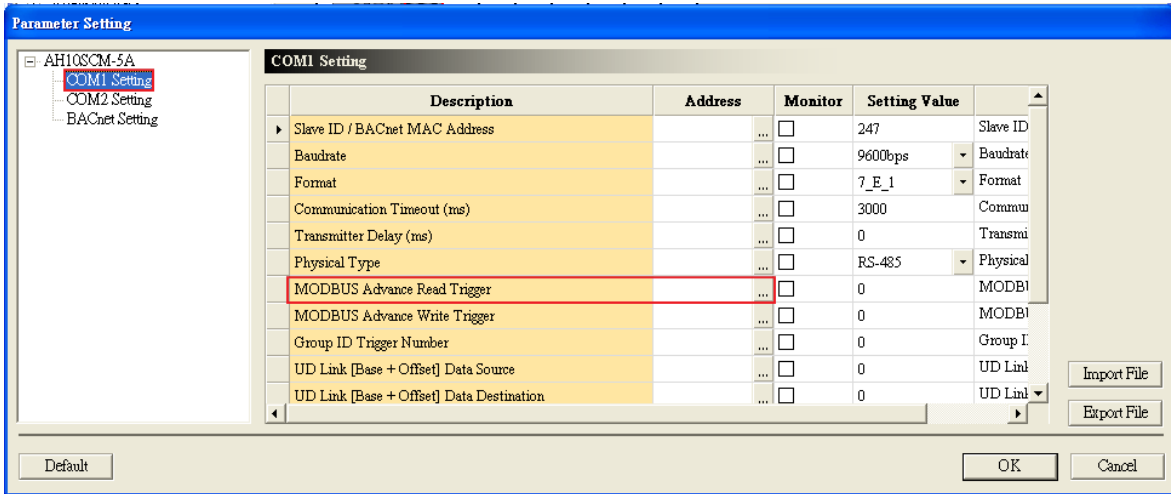 Parameter Setting
AH10SCM-5A
COM1 Setting
COM2 Setting
BACnet Setting
COM1 Setting
Description Address Monitor Setting Value
Slave ID / BACnet MAC Address ... 247 Slave ID
Baudrate ... 9600bps Baudrate
Format ... 7_E_1 Format
Communication Timeout (ms) ... 3000 Commun
Transmitter Delay (ms) ... 0 Transmi
Physical Type ... RS-485 Physical
MODBUS Advance Read Trigger ... 0 MODBU
MODBUS Advance Write Trigger ... 0 MODBU
Group ID Trigger Number ... 0 Group I
UD Link [Base + Offset] Data Source ... 0 UD Link
UD Link [Base + Offset] Data Destination ... 0 UD Link
Import File
Export File
Default OK Cancel